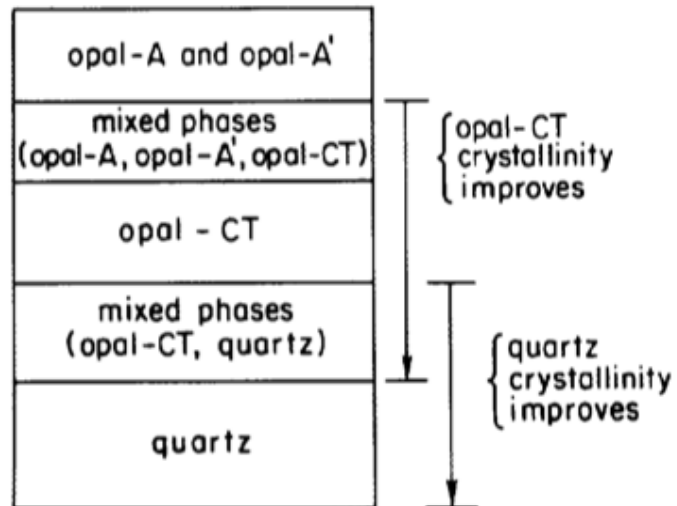 opal-A and opal-A'
mixed phases
(opal-A, opal-A', opal-CT)
opal - CT
mixed phases
(opal-CT, quartz)
quartz
opal-CT
crystallinity
improves
quartz
crystallinity
improves